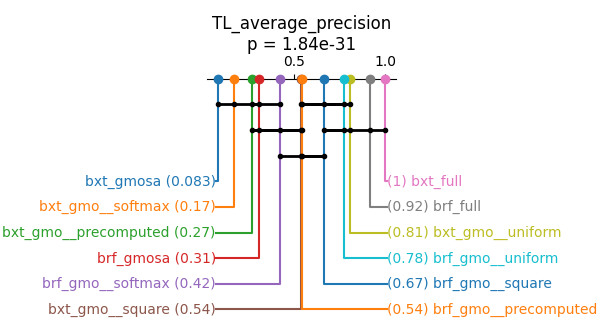 TL_average_precision
p = 1.84e-31
0.5 1.0
bxt_gmosa (0.083) (1) bxt_full
bxt_gmo__softmax (0.17) (0.92) brf_full
bxt_gmo__precomputed (0.27) (0.81) bxt_gmo__uniform
brf_gmosa (0.31) (0.78) brf_gmo__uniform
brf_gmo__softmax (0.42) (0.67) brf_gmo__square
bxt_gmo__square (0.54) (0.54) brf_gmo__precomputed